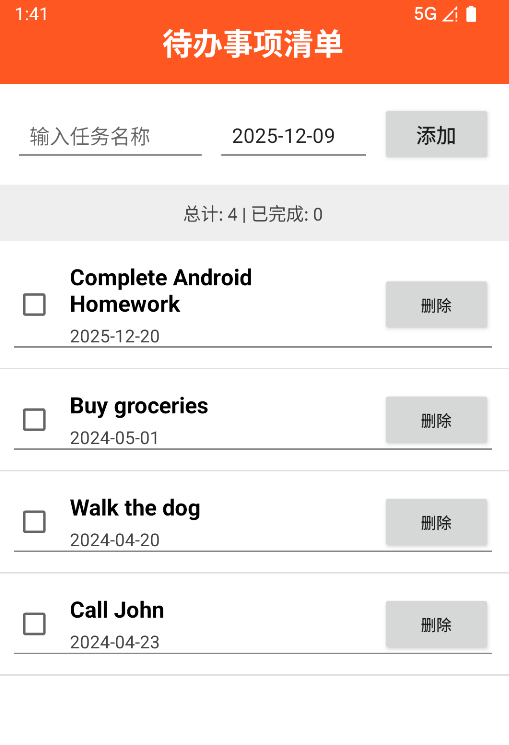 1:41 5G
待办事项清单
输入任务名称 2025-12-09 添加
总计: 4 | 已完成: 0
Complete Android
Homework
删除
2025-12-20
Buy groceries
删除
2024-05-01
Walk the dog
删除
2024-04-20
Call John
删除
2024-04-23